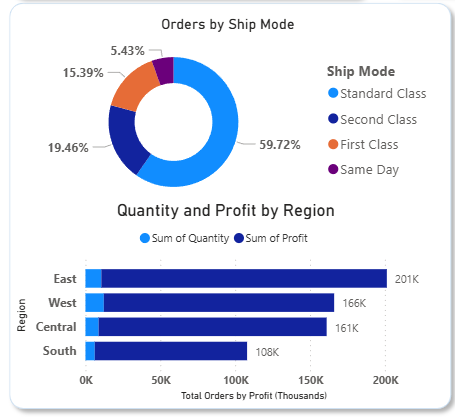 Orders by Ship Mode
5.43%
15.39%
19.46%
59.72%
Ship Mode
Standard Class
Second Class
First Class
Same Day
Quantity and Profit by Region
Sum of Quantity Sum of Profit
Region
East 201K
West 166K
Central 161K
South 108K
0K 50K 100K 150K 200K
Total Orders by Profit (Thousands)